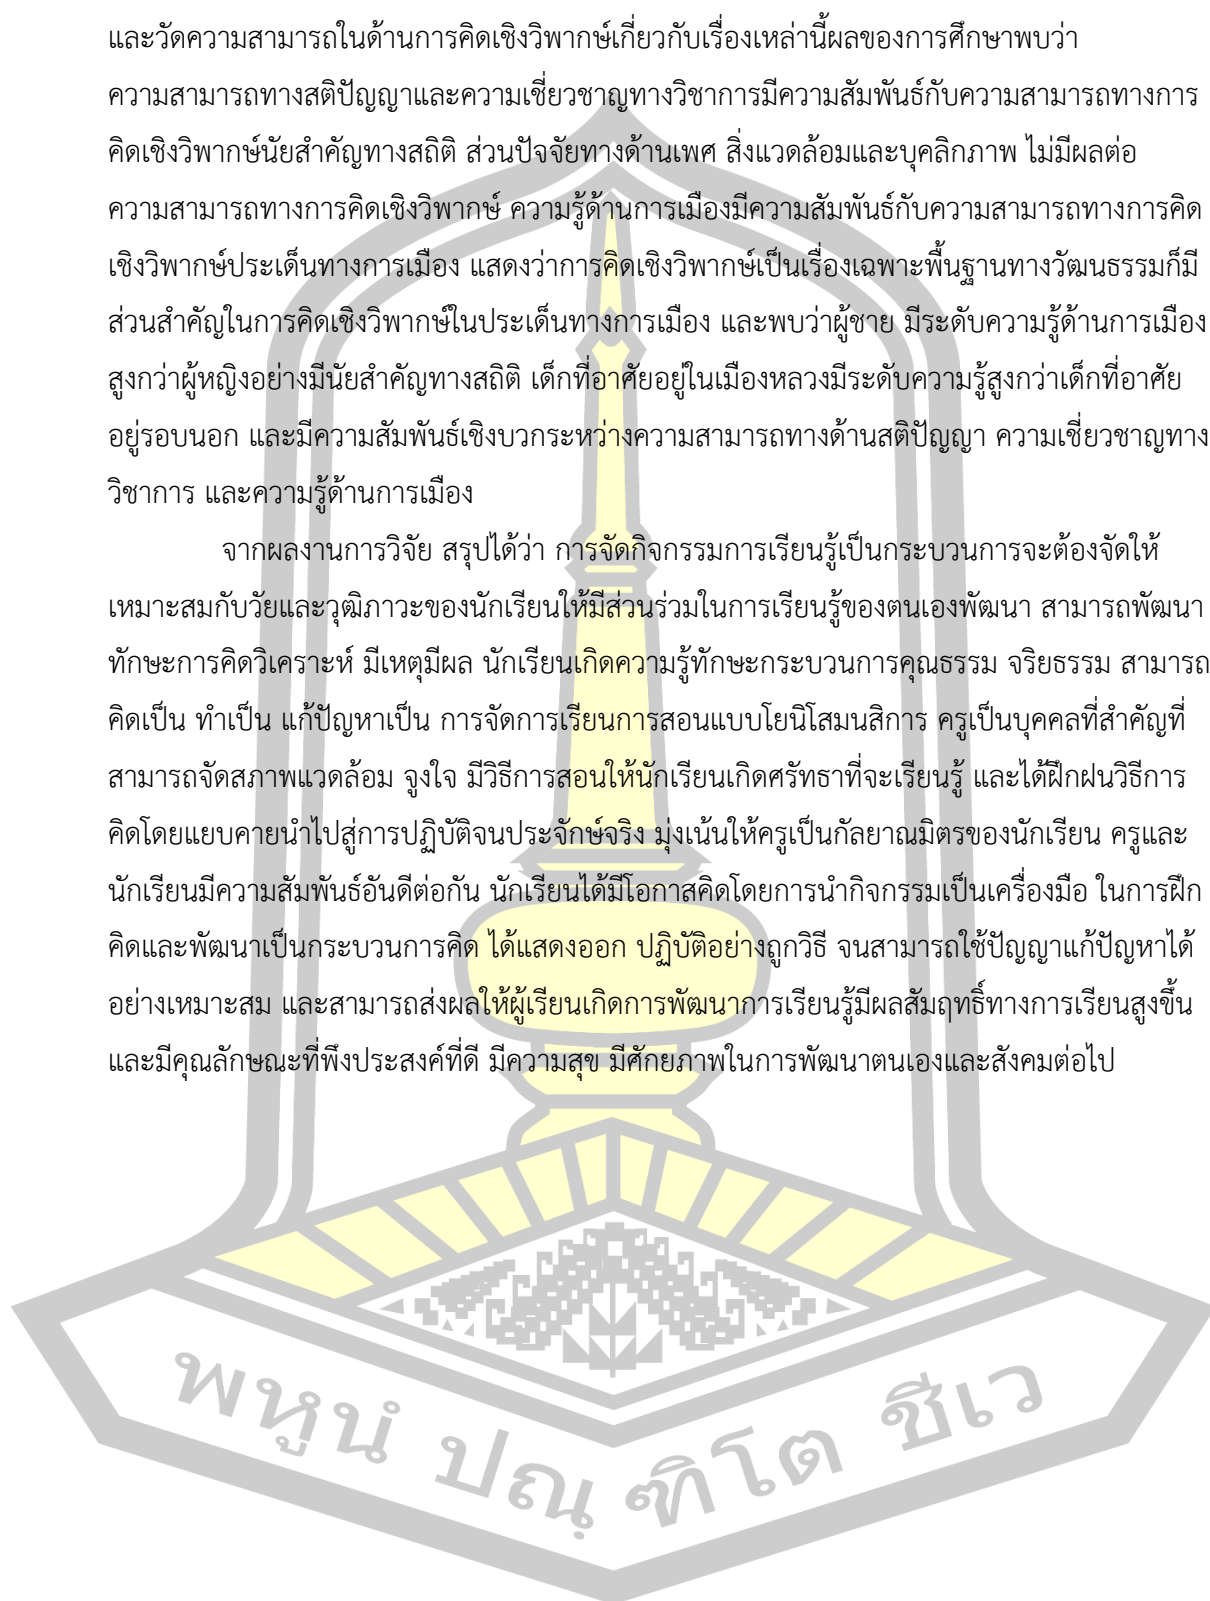 และวัดความสามารถในด้านการคิดเชิงวิพากษ์เกี่ยวกับเรื่องเหล่านี้ผลของการศึกษาพบว่า
ความสามารถทางสติปัญญาและความเชี่ยวชาญทางวิชาการมีความสัมพันธ์กับความสามารถทางการ
คิดเชิงวิพากษ์นัยสำคัญทางสถิติ ส่วนปัจจัยทางด้านเพศ สิ่งแวดล้อมและบุคลิกภาพ ไม่มีผลต่อ
ความสามารถทางการคิดเชิงวิพากษ์ ความรู้ด้านการเมืองมีความสัมพันธ์กับความสามารถทางการคิด
เชิงวิพากษ์ประเด็นทางการเมือง แสดงว่าการคิดเชิงวิพากษ์เป็นเรื่องเฉพาะพื้นฐานทางวัฒนธรรมก็มี
ส่วนสำคัญในการคิดเชิงวิพากษ์ในประเด็นทางการเมือง และพบว่าผู้ชาย มีระดับความรู้ด้านการเมือง
สูงกว่าผู้หญิงอย่างมีนัยสำคัญทางสถิติ เด็กที่อาศัยอยู่ในเมืองหลวงมีระดับความรู้สูงกว่าเด็กที่อาศัย
อยู่รอบนอก และมีความสัมพันธ์เชิงบวกระหว่างความสามารถทางด้านสติปัญญา ความเชี่ยวชาญทาง
วิชาการ และความรู้ด้านการเมือง
จากผลงานการวิจัย สรุปได้ว่า การจัดกิจกรรมการเรียนรู้เป็นกระบวนการจะต้องจัดให้
เหมาะสมกับวัยและวุฒิภาวะของนักเรียนให้มีส่วนร่วมในการเรียนรู้ของตนเองพัฒนา สามารถพัฒนา
ทักษะการคิดวิเคราะห์ มีเหตุมีผล นักเรียนเกิดความรู้ทักษะกระบวนการคุณธรรม จริยธรรม สามารถ
คิดเป็น ทำเป็น แก้ปัญหาเป็น การจัดการเรียนการสอนแบบโยนิโสมนสิการ ครูเป็นบุคคลที่สำคัญที่
สามารถจัดสภาพแวดล้อม จูงใจ มีวิธีการสอนให้นักเรียนเกิดศรัทธาที่จะเรียนรู้ และได้ฝึกฝนวิธีการ
คิดโดยแยบคายนำไปสู่การปฏิบัติจนประจักษ์จริง มุ่งเน้นให้ครูเป็นกัลยาณมิตรของนักเรียน ครูและ
นักเรียนมีความสัมพันธ์อันดีต่อกัน นักเรียนได้มีโอกาสคิดโดยการนำกิจกรรมเป็นเครื่องมือ ในการฝึก
คิดและพัฒนาเป็นกระบวนการคิด ได้แสดงออก ปฏิบัติอย่างถูกวิธี จนสามารถใช้ปัญญาแก้ปัญหาได้
อย่างเหมาะสม และสามารถส่งผลให้ผู้เรียนเกิดการพัฒนาการเรียนรู้มีผลสัมฤทธิ์ทางการเรียนสูงขึ้น
และมีคุณลักษณะที่พึงประสงค์ที่ดี มีความสุข มีศักยภาพในการพัฒนาตนเองและสังคมต่อไป
พหูนํ ปณฺฑิโต ชีเว